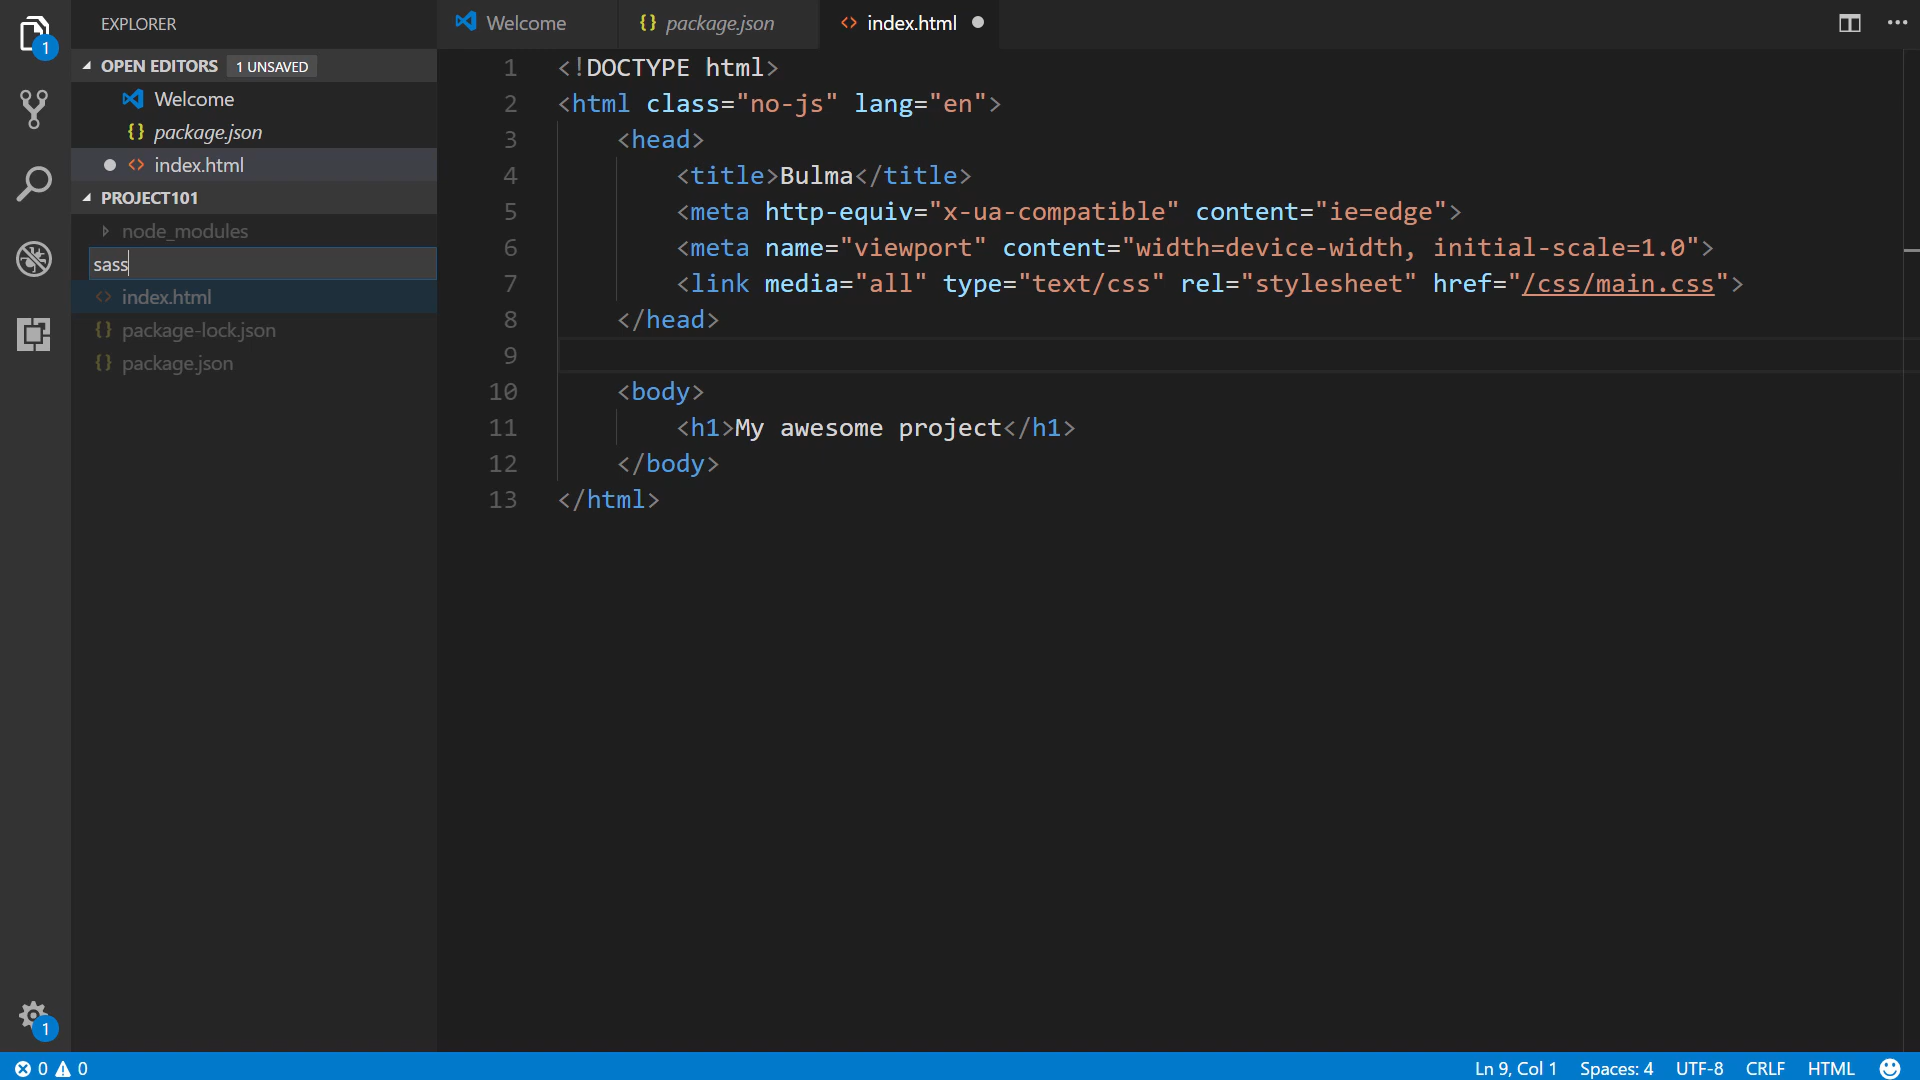 EXPLORER
Welcome
package.json
index.html
OPEN EDITORS 1 UNSAVED
Welcome
{} package.json
<> index.html
PROJECT101
node_modules
sass
<> index.html
{} package-lock.json
{} package.json
1 <!DOCTYPE html>
2 <html class="no-js" lang="en">
3 <head>
4 <title>Bulma</title>
5 <meta http-equiv="x-ua-compatible" content="ie=edge">
6 <meta name="viewport" content="width=device-width, initial-scale=1.0">
7 <link media="all" type="text/css" rel="stylesheet" href="/css/main.css">
8 </head>
9
10 <body>
11 <h1>My awesome project</h1>
12 </body>
13 </html>
1
1
0 0
Ln 9, Col 1 Spaces: 4 UTF-8 CRLF HTML